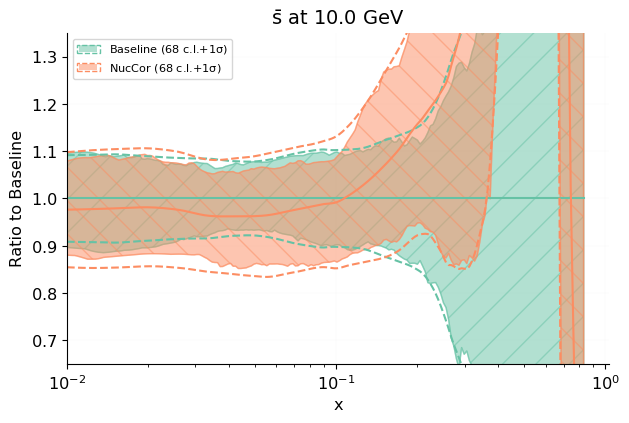 s̄ at 10.0 GeV
Baseline (68 c.l.+1σ)
NucCor (68 c.l.+1σ)
Ratio to Baseline
1.3
1.2
1.1
1.0
0.9
0.8
0.7
10⁻²
10⁻¹
10⁰
x